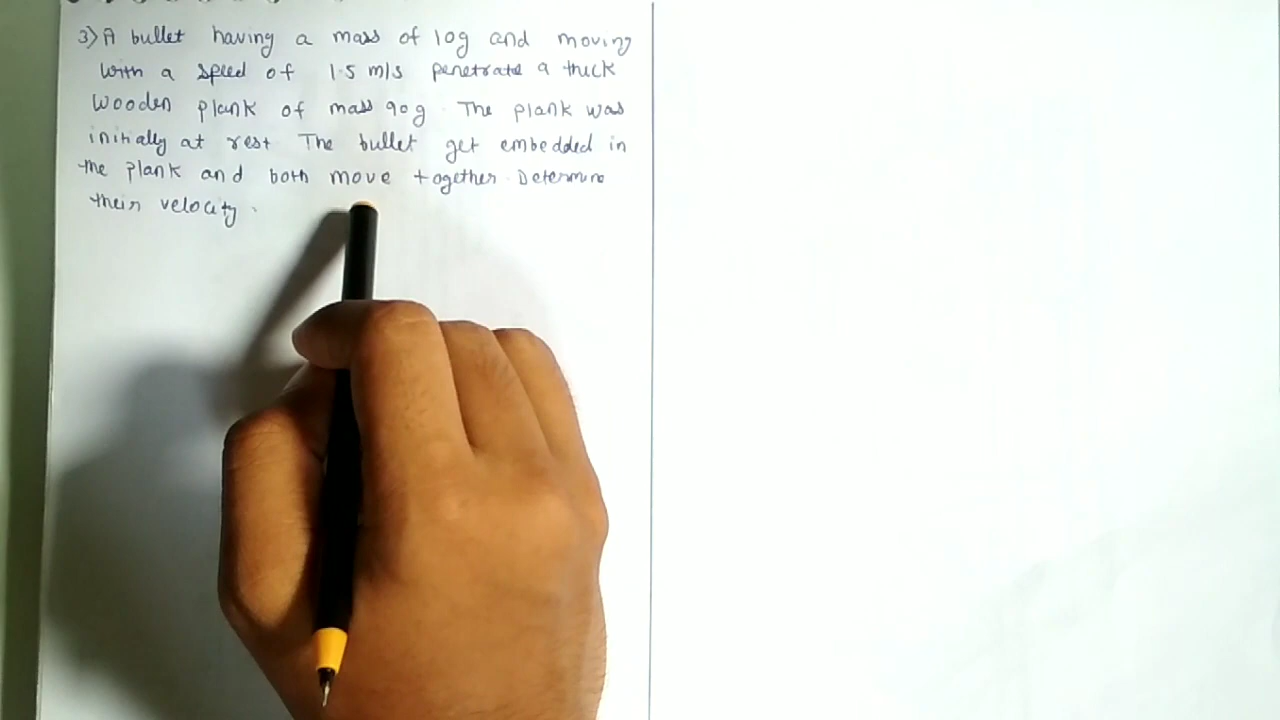 3) A bullet having a mass of 10g and moving
with a speed of 1.5 m/s penetrate a thick
wooden plank of mass 90g. The plank was
initially at rest The bullet get embedded in
the plank and both move together. Determine
their velocity.